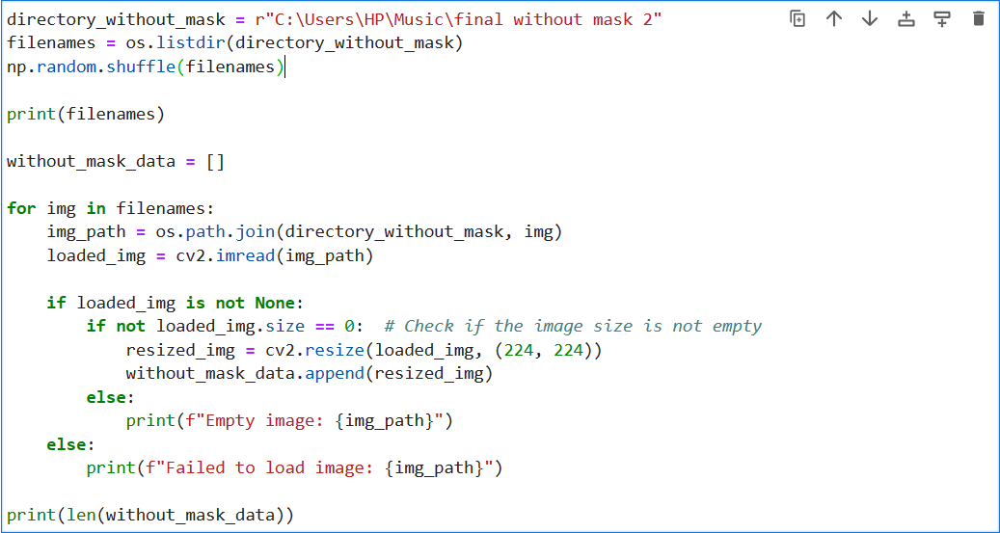 directory_without_mask = r"C:\Users\HP\Music\final without mask 2"
filenames = os.listdir(directory_without_mask)
np.random.shuffle(filenames)

print(filenames)

without_mask_data = []

for img in filenames:
    img_path = os.path.join(directory_without_mask, img)
    loaded_img = cv2.imread(img_path)

    if loaded_img is not None:
        if not loaded_img.size == 0:  # Check if the image size is not empty
            resized_img = cv2.resize(loaded_img, (224, 224))
            without_mask_data.append(resized_img)
        else:
            print(f"Empty image: {img_path}")
    else:
        print(f"Failed to load image: {img_path}")

print(len(without_mask_data))